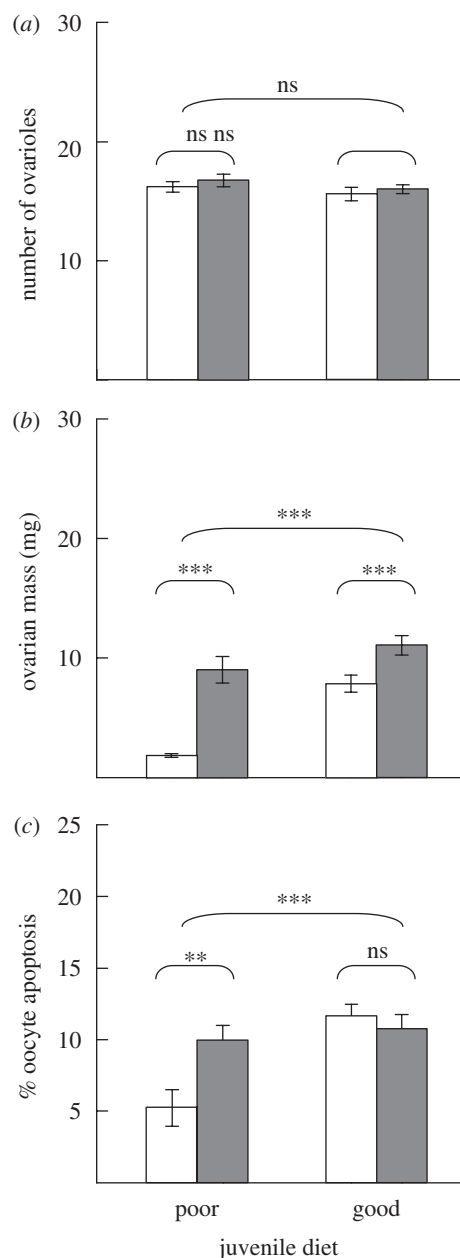 (a) 30
ns
20
ns ns
10
number of ovarioles
(b) 30
***
20
*** ***
10
ovarian mass (mg)
(c) 25
20
***
ns
**
15
10
5
% oocyte apoptosis
poor good
juvenile diet